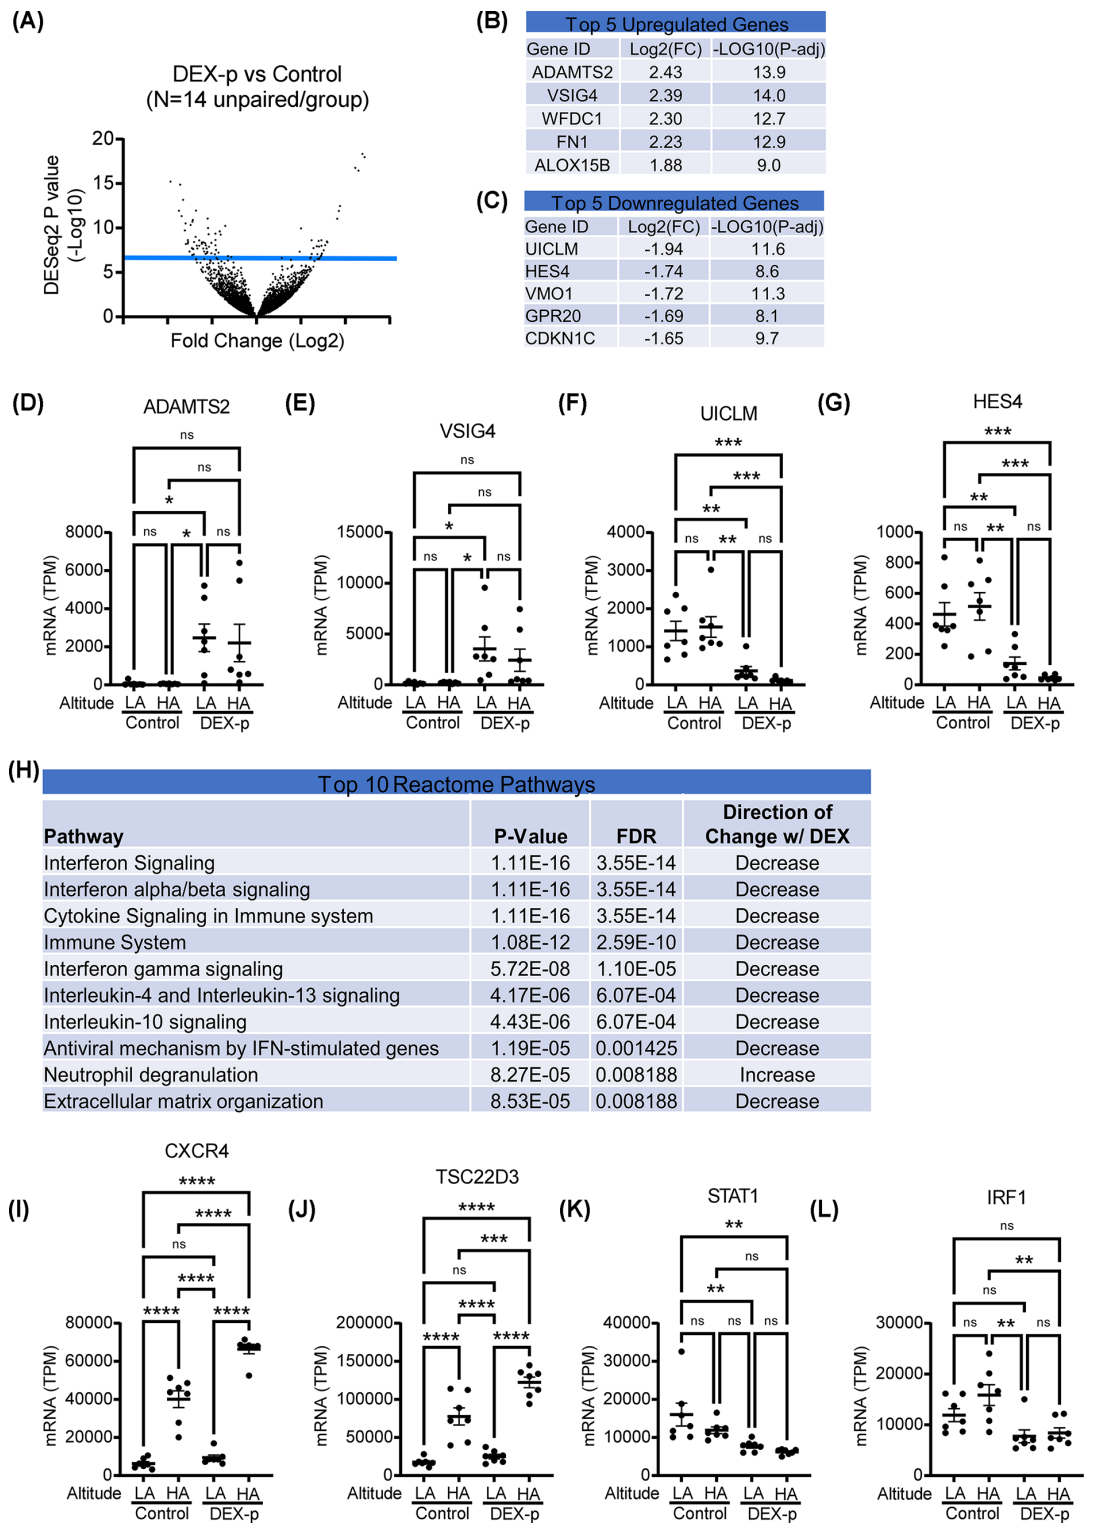 (A)
DEX-p vs Control
(N=14 unpaired/group)
DESeq2 P value
(-Log10)
20
15
10
5
0
Fold Change (Log2)
(B)
Top 5 Upregulated Genes
Gene ID Log2(FC) -LOG10(P-adj)
ADAMTS2 2.43 13.9
VSIG4 2.39 14.0
WFDC1 2.30 12.7
FN1 2.23 12.9
ALOX15B 1.88 9.0
(C)
Top 5 Downregulated Genes
Gene ID Log2(FC) -LOG10(P-adj)
UICLM -1.94 11.6
HES4 -1.74 8.6
VMO1 -1.72 11.3
GPR20 -1.69 8.1
CDKN1C -1.65 9.7
(D)
ADAMTS2
ns
ns
*
ns *  ns
mRNA (TPM)
8000
6000
4000
2000
0
Altitude LA HA LA HA
Control DEX-p
(E)
VSIG4
ns
ns
*
ns * ns
mRNA (TPM)
15000
10000
5000
0
LA HA LA HA
Control DEX-p
(F)
UICLM
***
***
**
ns ** ns
mRNA (TPM)
4000
3000
2000
1000
0
Altitude LA HA LA HA
Control DEX-p
(G)
HES4
***
***
**
ns ** ns
mRNA (TPM)
1000
800
600
400
200
0
Altitude LA HA LA HA
Control DEX-p
(H)
Top 10 Reactome Pathways
Pathway P-Value FDR Direction of
Change w/ DEX
Interferon Signaling 1.11E-16 3.55E-14 Decrease
Interferon alpha/beta signaling 1.11E-16 3.55E-14 Decrease
Cytokine Signaling in Immune system 1.11E-16 3.55E-14 Decrease
Immune System 1.08E-12 2.59E-10 Decrease
Interferon gamma signaling 5.72E-08 1.10E-05 Decrease
Interleukin-4 and Interleukin-13 signaling 4.17E-06 6.07E-04 Decrease
Interleukin-10 signaling 4.43E-06 6.07E-04 Decrease
Antiviral mechanism by IFN-stimulated genes 1.19E-05 0.001425 Decrease
Neutrophil degranulation 8.27E-05 0.008188 Increase
Extracellular matrix organization 8.53E-05 0.008188 Decrease
(I)
CXCR4
****
****
ns
****
**** ****
mRNA (TPM)
80000
60000
40000
20000
0
Altitude LA HA LA HA
Control DEX-p
(J)
TSC22D3
****
***
ns
****
**** ****
mRNA (TPM)
200000
150000
100000
50000
0
Altitude LA HA LA HA
Control DEX-p
(K)
STAT1
**
ns
**
ns ns ns
mRNA (TPM)
40000
30000
20000
10000
0
Altitude LA HA LA HA
Control DEX-p
(L)
IRF1
ns
**
ns
ns ** ns
mRNA (TPM)
30000
20000
10000
0
Altitude LA HA LA HA
Control DEX-p